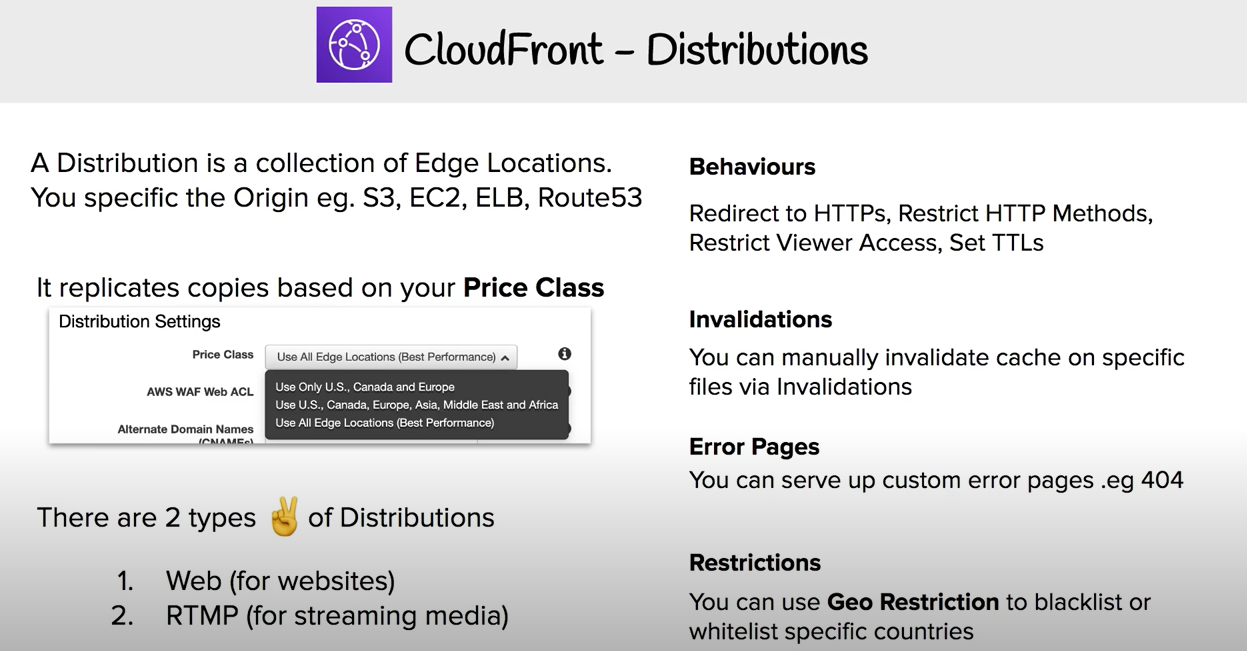 CloudFront – Distributions
A Distribution is a collection of Edge Locations.
You specific the Origin eg. S3, EC2, ELB, Route53
It replicates copies based on your Price Class
Distribution Settings
Price Class
Use All Edge Locations (Best Performance)
Use Only U.S., Canada and Europe
Use U.S., Canada, Europe, Asia, Middle East and Africa
Use All Edge Locations (Best Performance)
AWS WAF Web ACL
Alternate Domain Names
(CNAMEs)
There are 2 types ✌ of Distributions
1. Web (for websites)
2. RTMP (for streaming media)
Behaviours
Redirect to HTTPs, Restrict HTTP Methods,
Restrict Viewer Access, Set TTLs
Invalidations
You can manually invalidate cache on specific
files via Invalidations
Error Pages
You can serve up custom error pages .eg 404
Restrictions
You can use Geo Restriction to blacklist or
whitelist specific countries